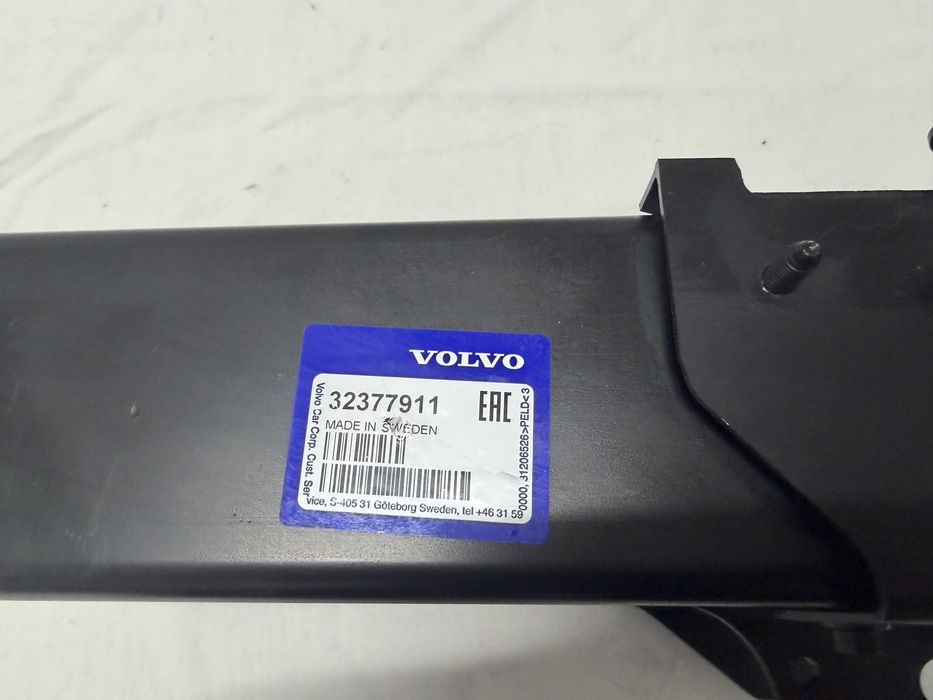 VOLVO
32377911
EAC
MADE IN SWEDEN
Volvo Car Corp. Cust. Service, S-405 31 Göteborg Sweden, tel +46 31 59 0000, 31206526>PELD<3